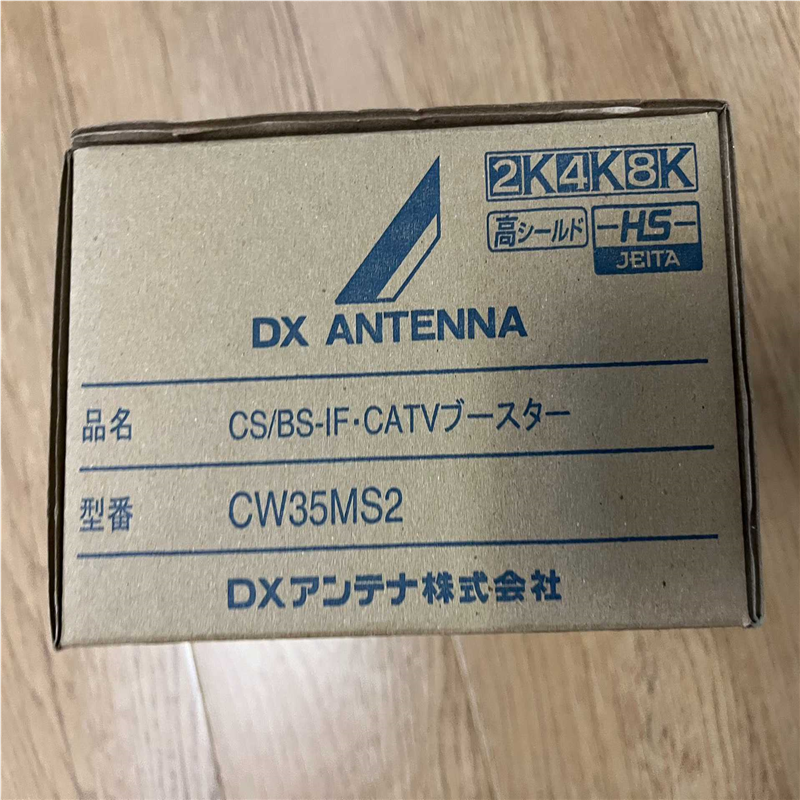 2K4K8K
高シールド
HS
JEITA
DX ANTENNA
品名 CS/BS-IF・CATVブースター
型番 CW35MS2
DXアンテナ株式会社